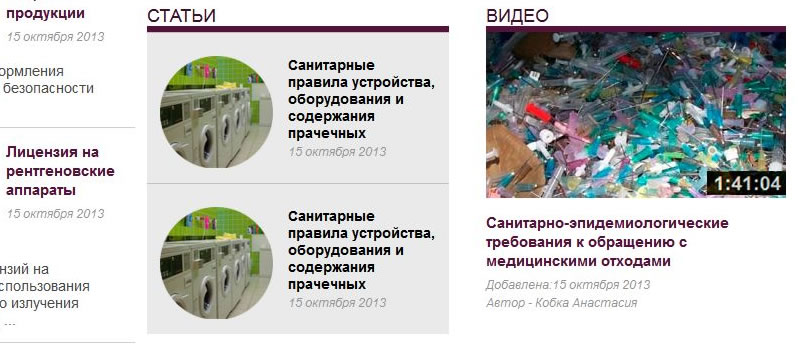 продукции
15 октября 2013
ормления
безопасности
Лицензия на
рентгеновские
аппараты
15 октября 2013
нзий на
спользования
о излучения
...
СТАТЬИ
Санитарные
правила устройства,
оборудования и
содержания
прачечных
15 октября 2013
Санитарные
правила устройства,
оборудования и
содержания
прачечных
15 октября 2013
ВИДЕО
1:41:04
Санитарно-эпидемиологические
требования к обращению с
медицинскими отходами
Добавлена:15 октября 2013
Автор - Кобка Анастасия